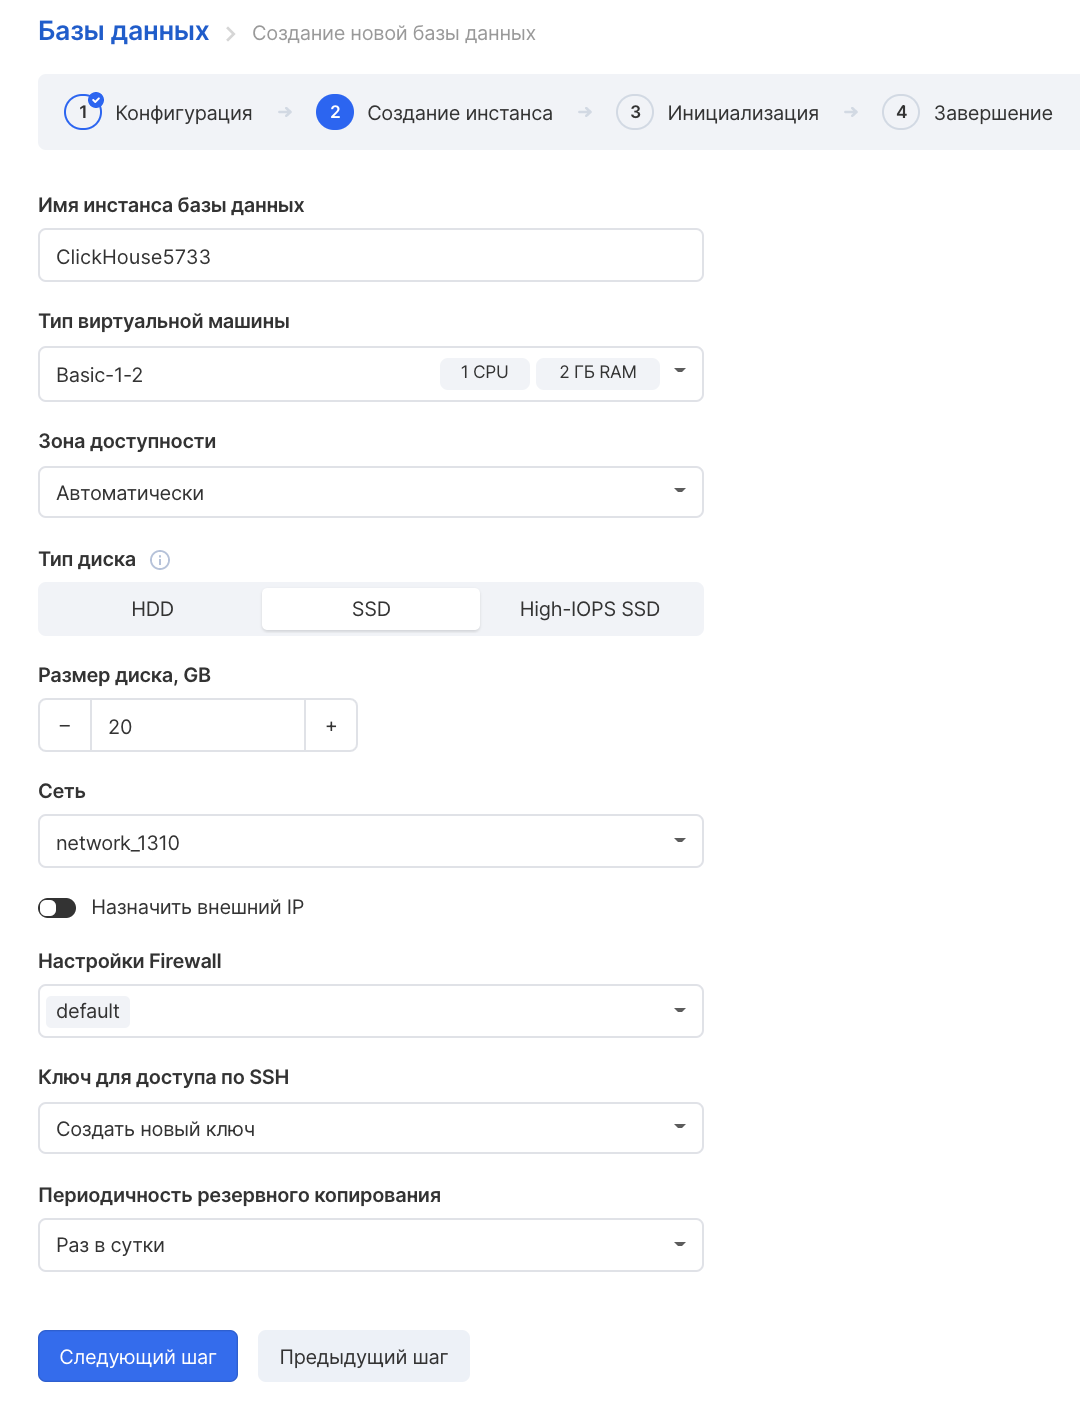 Базы данных > Создание новой базы данных
1 Конфигурация → 2 Создание инстанса → 3 Инициализация → 4 Завершение
Имя инстанса базы данных
ClickHouse5733
Тип виртуальной машины
Basic-1-2 1 CPU 2 ГБ RAM
Зона доступности
Автоматически
Тип диска
HDD SSD High-IOPS SSD
Размер диска, GB
− 20 +
Сеть
network_1310
Назначить внешний IP
Настройки Firewall
default
Ключ для доступа по SSH
Создать новый ключ
Периодичность резервного копирования
Раз в сутки
Следующий шаг Предыдущий шаг